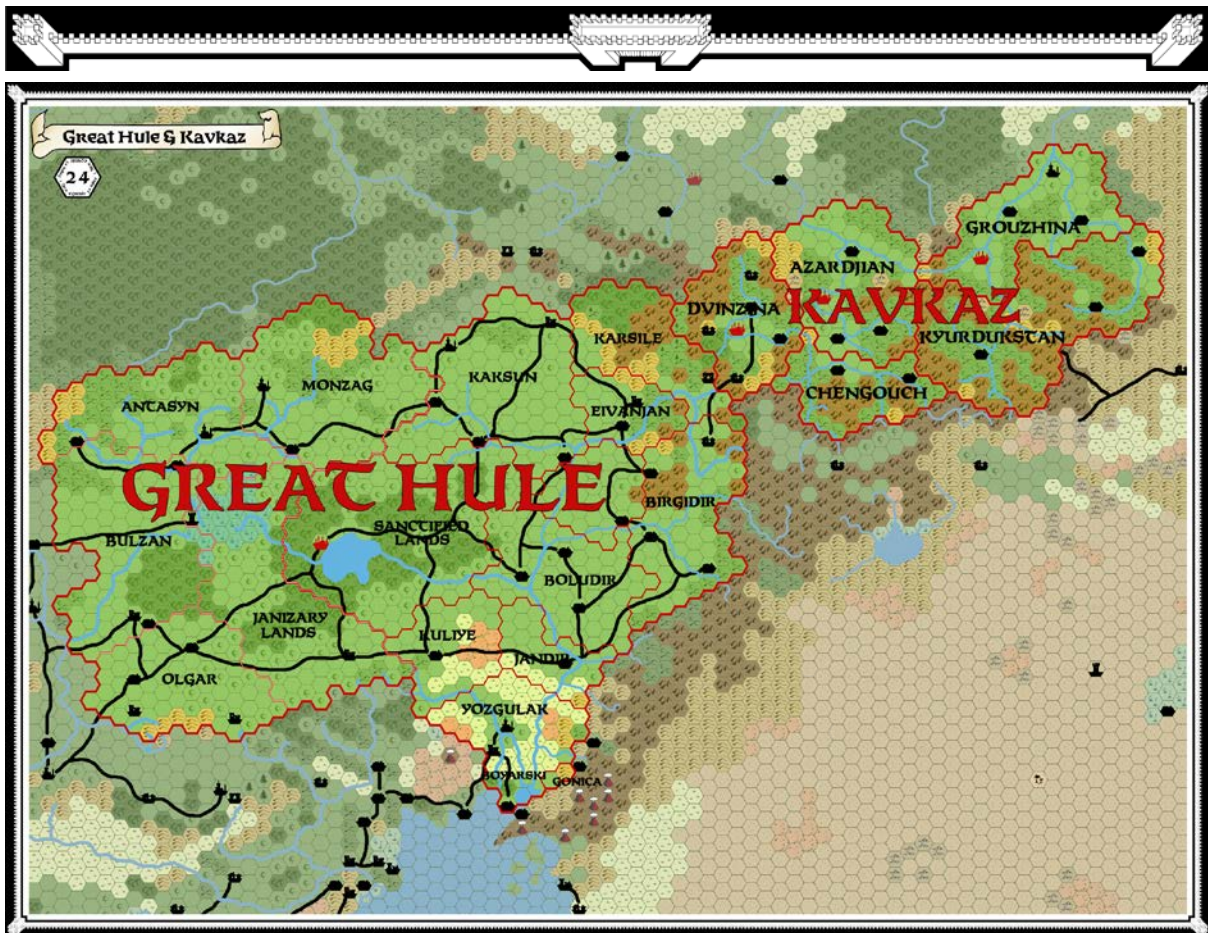 Great Hule & Kavkaz
24
GROUZHINA
AZARDJIAN
DVINZINA
KAVKAZ
KARSILE
KYURDUKSTAN
KAKSUN
MONZAG
CHENGOUCH
ANTASYN
EIVANJAN
GREAT HULE
BIRGIDIR
SANCTIFIED
LANDS
BULZAN
BOLUDIR
JANIZARY
LANDS
KULIYE
JANDIR
OLGAR
YOZGULAK
BOYARSKI
GONICA